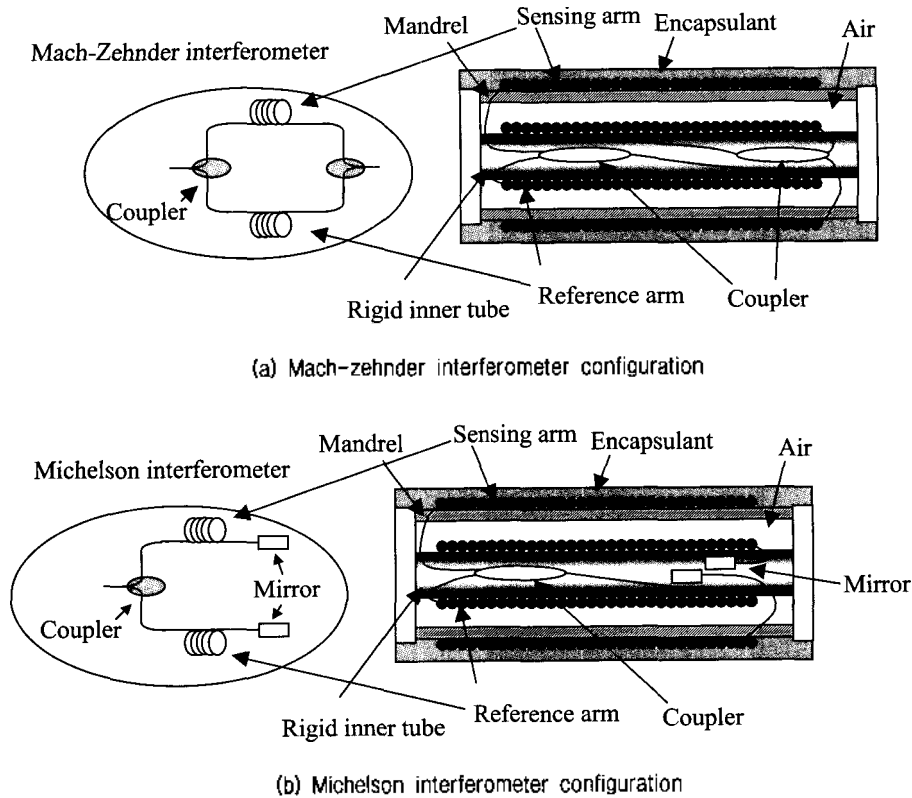 Mach-Zehnder interferometer
Mandrel
Sensing arm
Encapsulant
Air
Coupler
Rigid inner tube
Reference arm
Coupler
(a) Mach-zehnder interferometer configuration
Michelson interferometer
Mandrel
Sensing arm
Encapsulant
Air
Mirror
Coupler
Mirror
Rigid inner tube
Reference arm
Coupler
(b) Michelson interferometer configuration